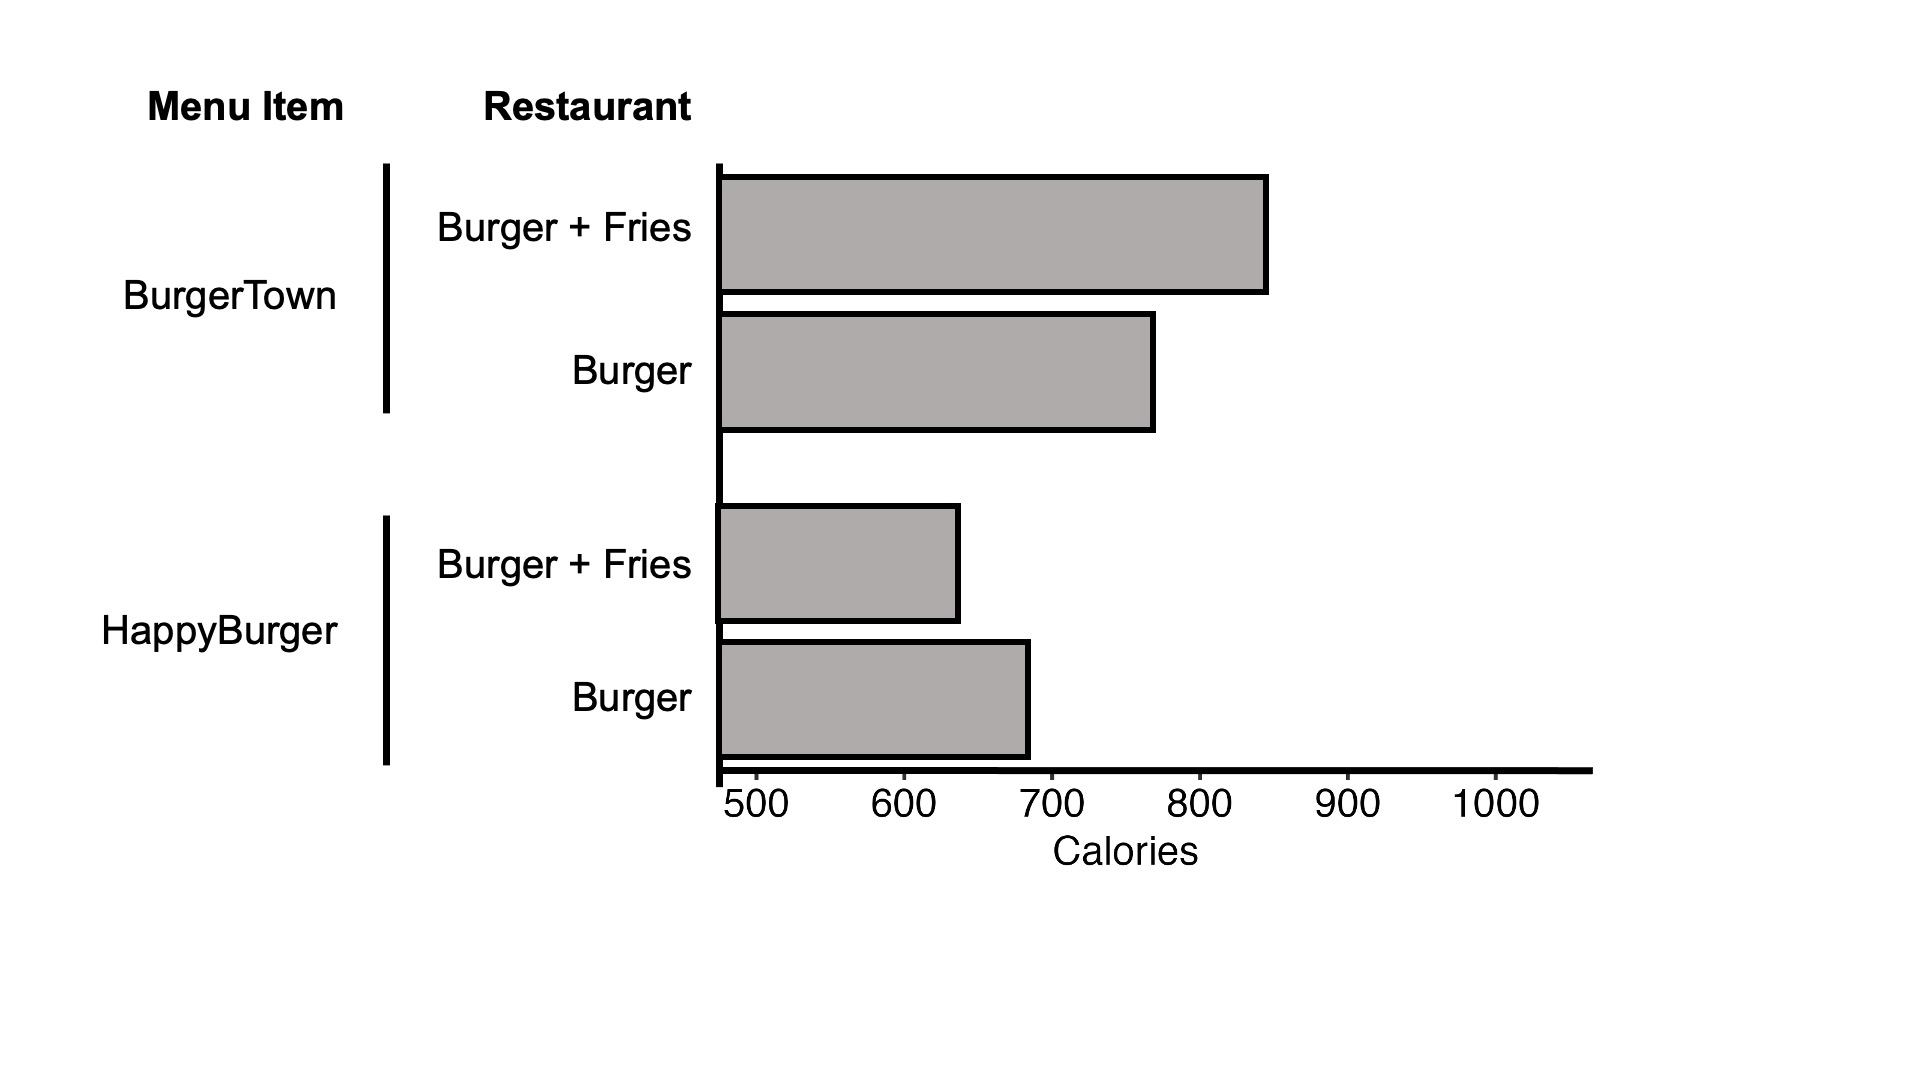 Menu Item Restaurant
Burger + Fries
BurgerTown
Burger
Burger + Fries
HappyBurger
Burger
500 600 700 800 900 1000
Calories